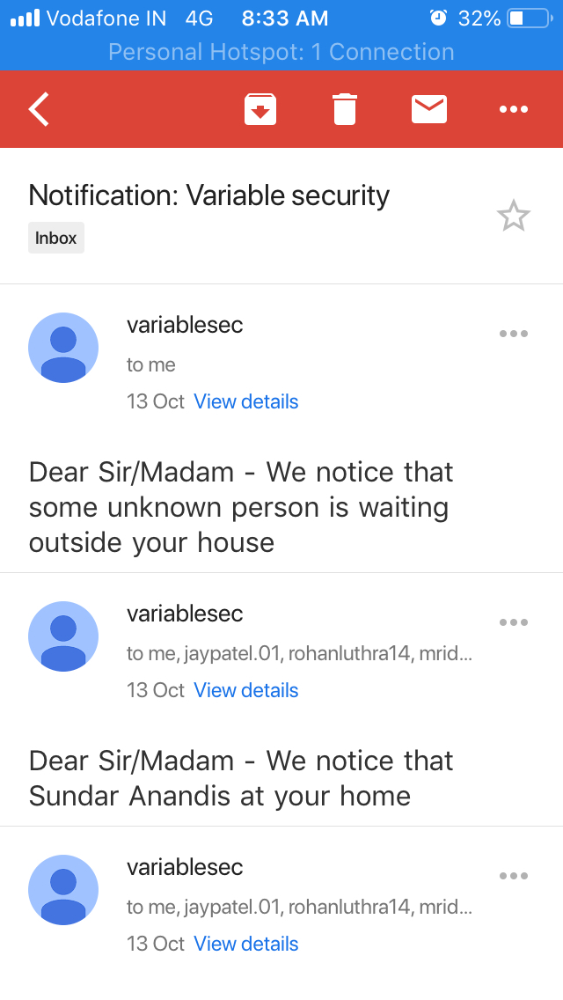 Vodafone IN 4G 8:33 AM 32%
Personal Hotspot: 1 Connection
Notification: Variable security
Inbox
variablesec
to me
13 Oct View details
Dear Sir/Madam - We notice that
some unknown person is waiting
outside your house
variablesec
to me, jaypatel.01, rohanluthra14, mrid...
13 Oct View details
Dear Sir/Madam - We notice that
Sundar Anandis at your home
variablesec
to me, jaypatel.01, rohanluthra14, mrid...
13 Oct View details